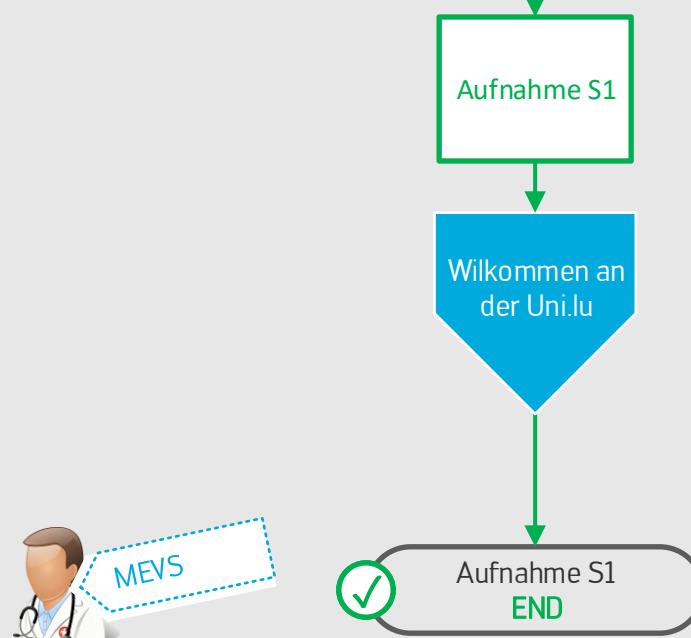 Aufnahme S1
Wilkommen an
der Uni.lu
MEVS
Aufnahme S1
END